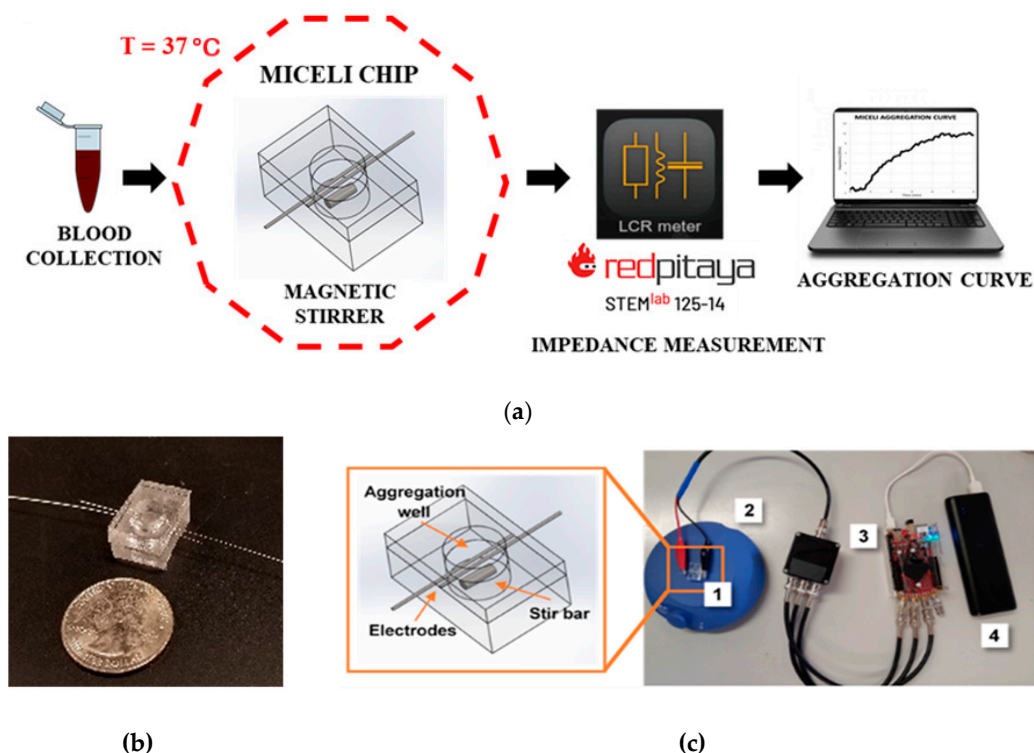 T = 37 °C
MICELI CHIP
BLOOD
COLLECTION
MAGNETIC
STIRRER
LCR meter
redpitaya
STEMlab 125-14
IMPEDANCE MEASUREMENT
MICELI AGGREGATION CURVE
AGGREGATION CURVE
(a)
Aggregation
well
Electrodes
Stir bar
1
2
3
4
(b)
(c)